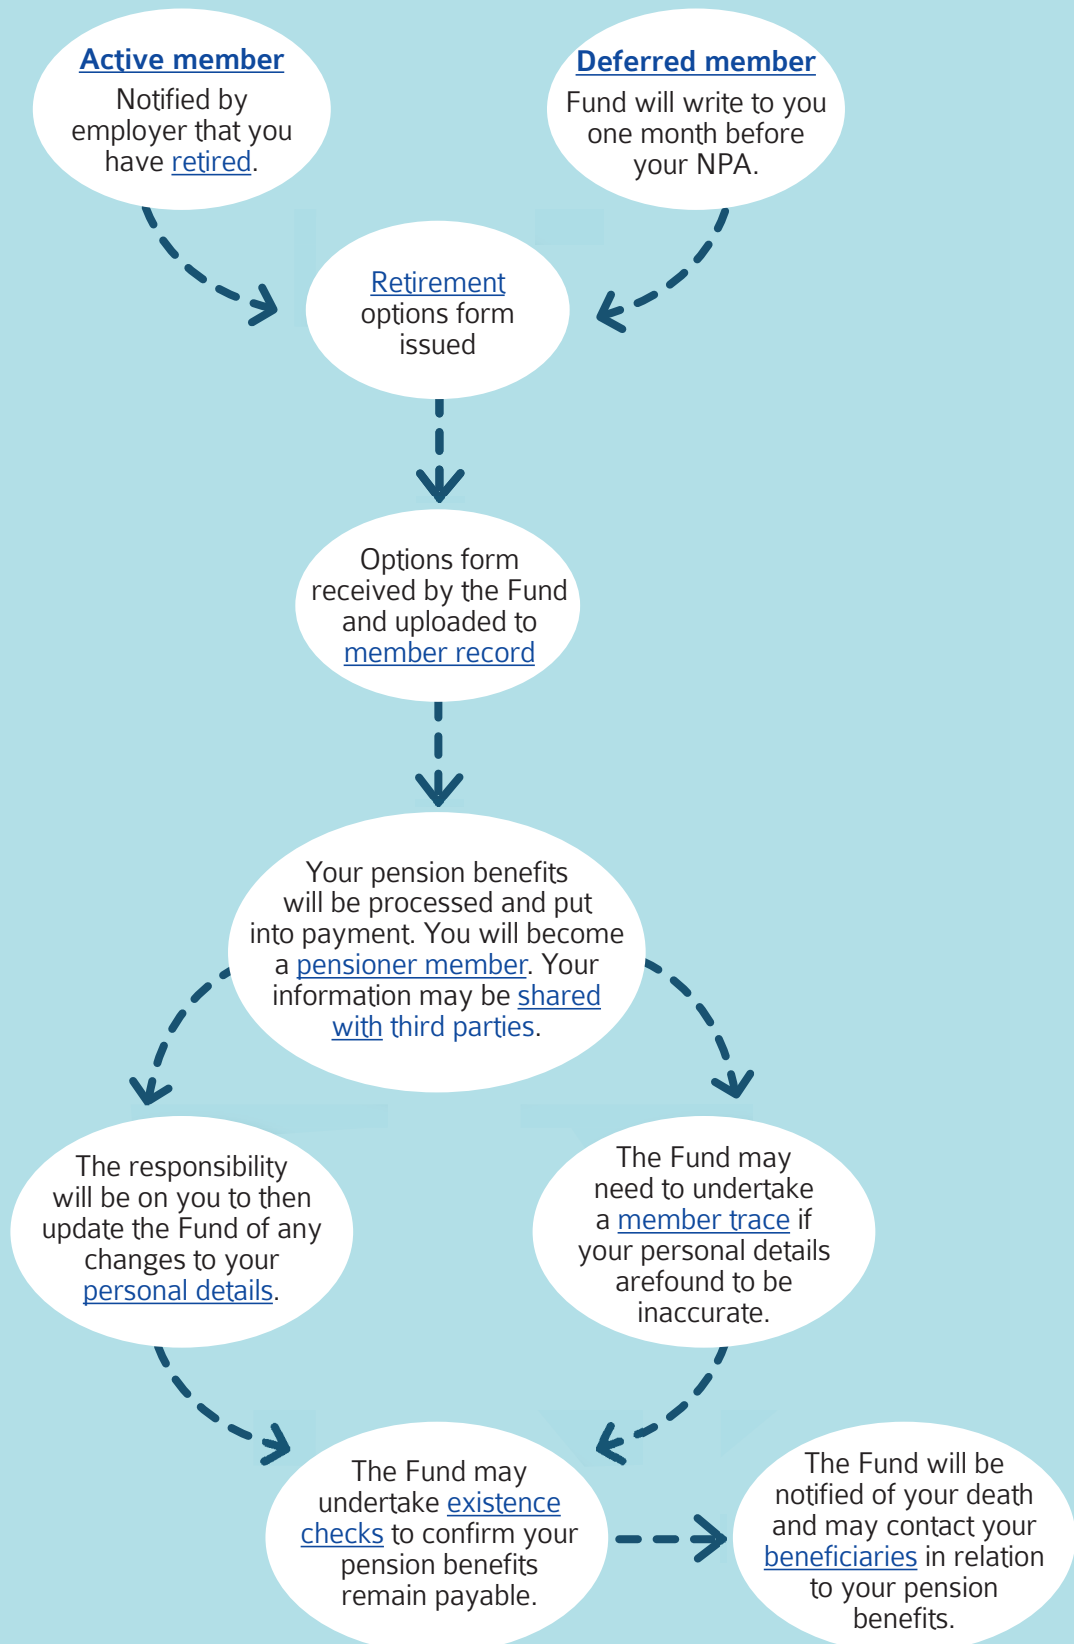 Active member
Notified by
employer that you
have retired.
Deferred member
Fund will write to you
one month before
your NPA.
Retirement
options form
issued
Options form
received by the Fund
and uploaded to
member record
Your pension benefits
will be processed and put
into payment. You will become
a pensioner member. Your
information may be shared
with third parties.
The responsibility
will be on you to then
update the Fund of any
changes to your
personal details.
The Fund may
need to undertake
a member trace if
your personal details
arefound to be
inaccurate.
The Fund may
undertake existence
checks to confirm your
pension benefits
remain payable.
The Fund will be
notified of your death
and may contact your
beneficiaries in relation
to your pension
benefits.